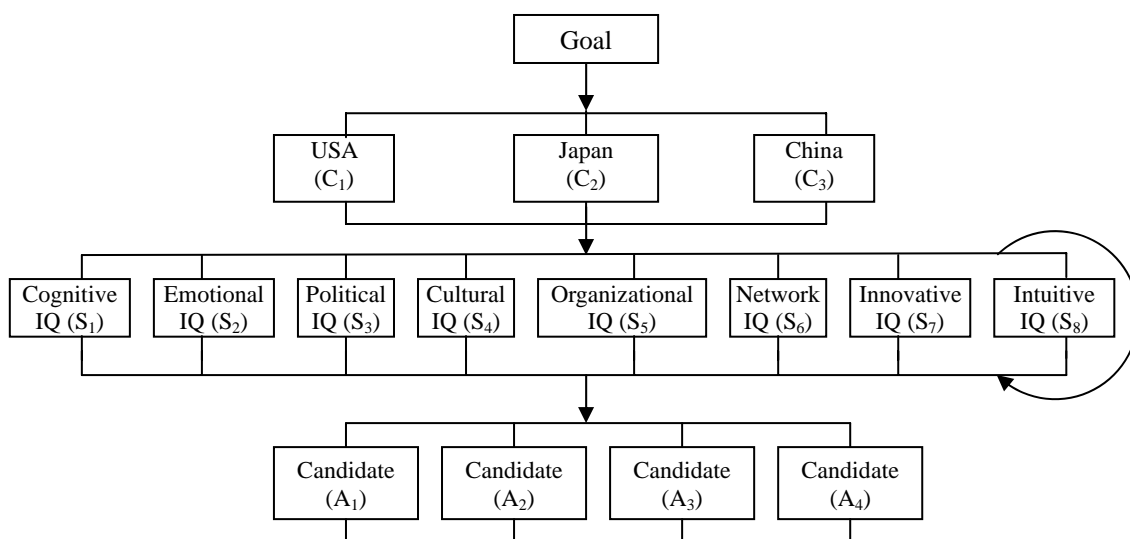 Goal
USA
(C₁)
Japan
(C₂)
China
(C₃)
Cognitive
IQ (S₁)
Emotional
IQ (S₂)
Political
IQ (S₃)
Cultural
IQ (S₄)
Organizational
IQ (S₅)
Network
IQ (S₆)
Innovative
IQ (S₇)
Intuitive
IQ (S₈)
Candidate
(A₁)
Candidate
(A₂)
Candidate
(A₃)
Candidate
(A₄)